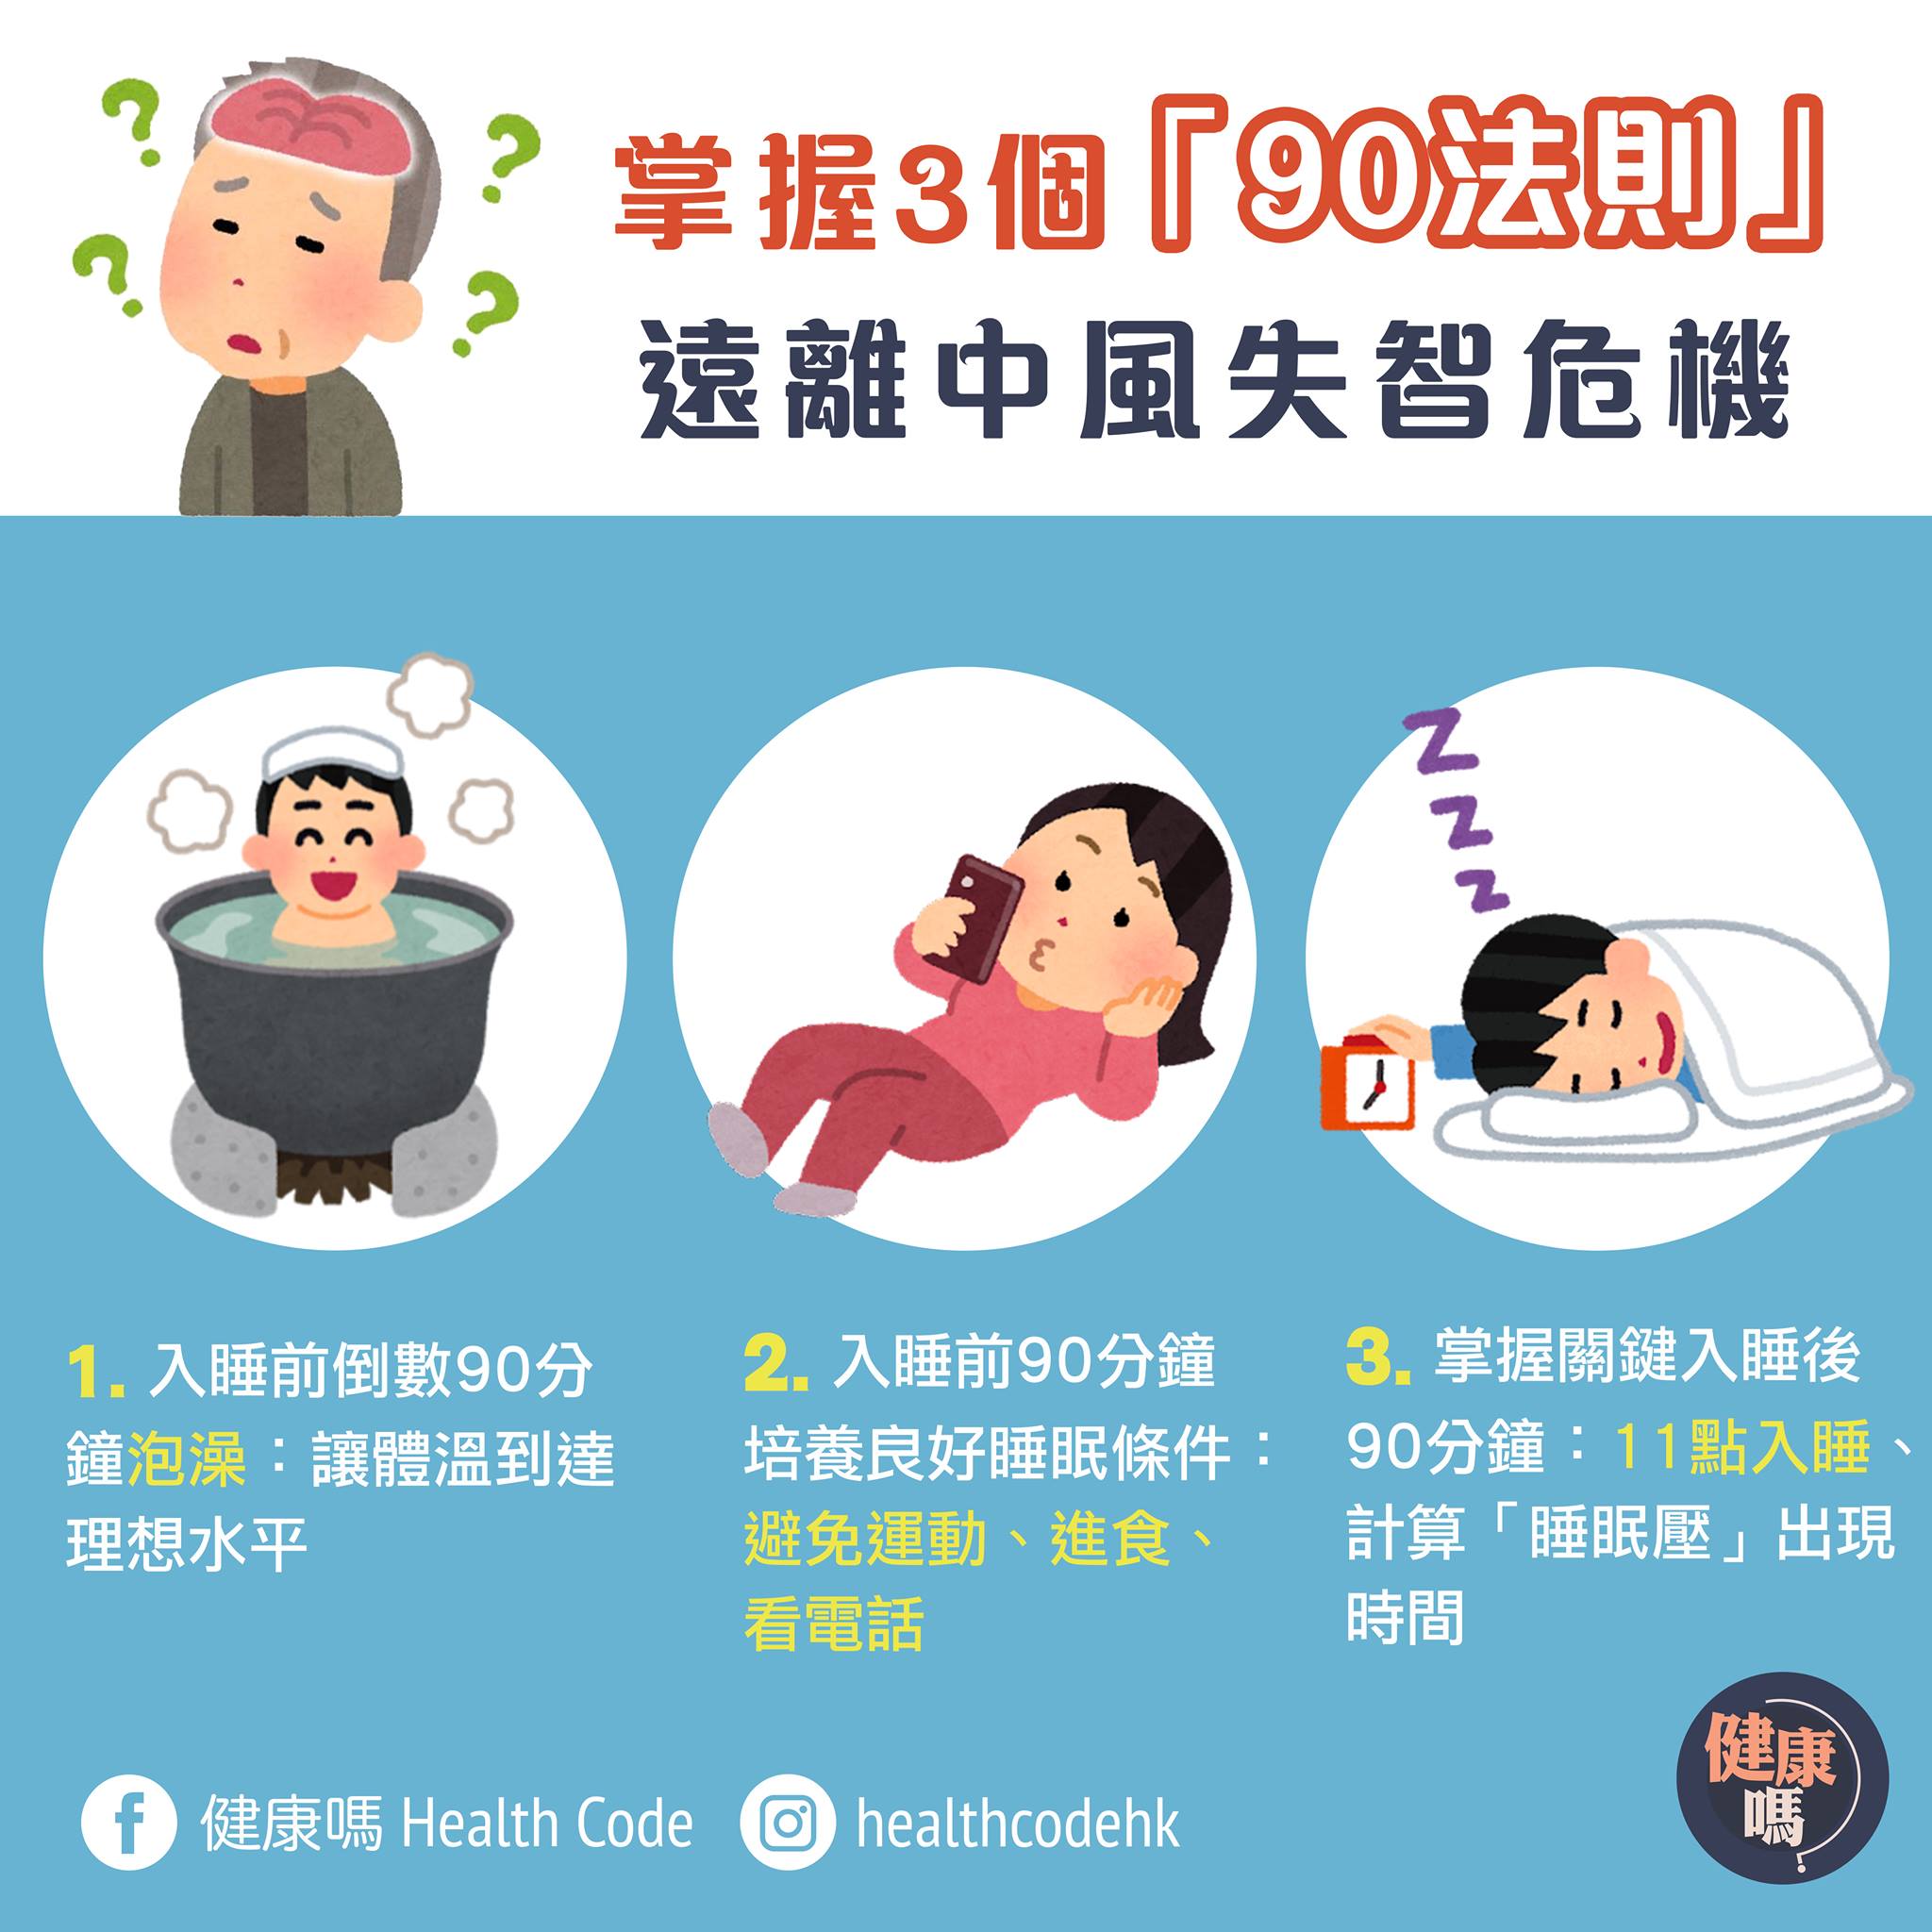 掌握3個「90法則」
遠離中風失智危機
1. 入睡前倒數90分
鐘泡澡：讓體溫到達
理想水平
2. 入睡前90分鐘
培養良好睡眠條件：
避免運動、進食、
看電話
3. 掌握關鍵入睡後
90分鐘：11點入睡、
計算「睡眠壓」出現
時間
健康嗎 Health Code
healthcodehk
健康
嗎?